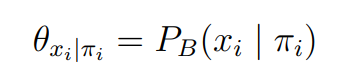 θ_{x_i|π_i} = P_B(x_i | π_i)